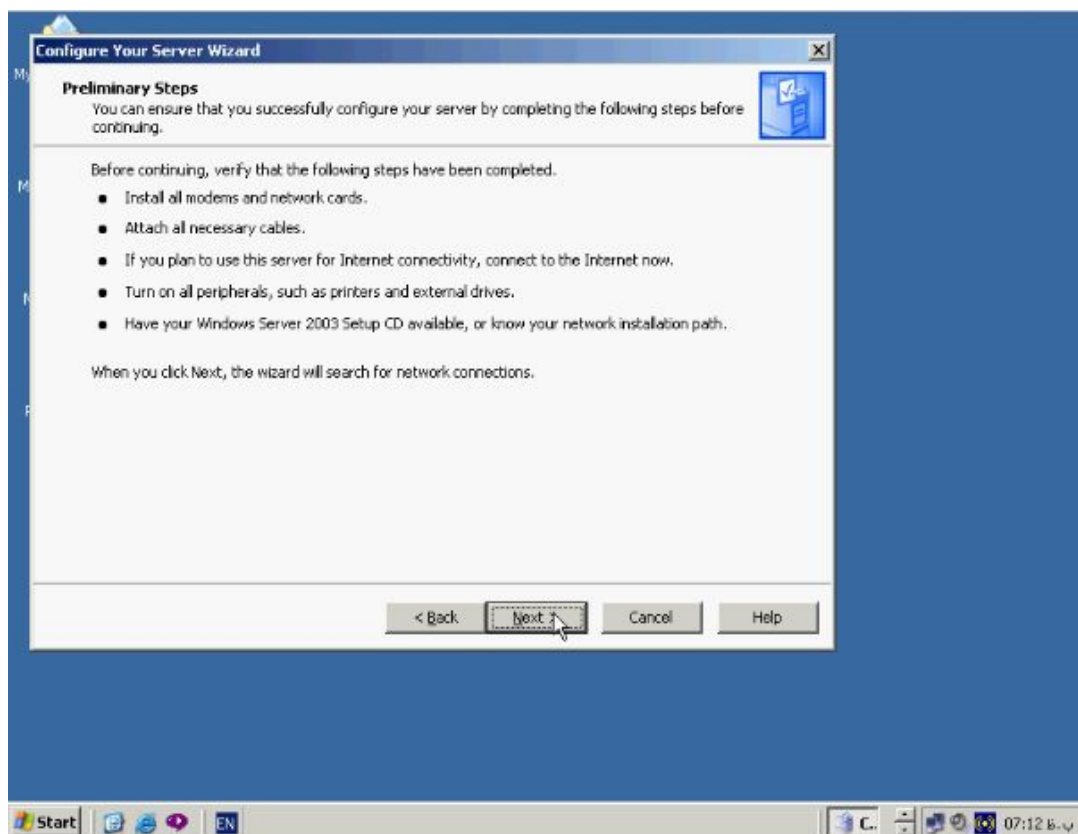 Configure Your Server Wizard
Preliminary Steps
You can ensure that you successfully configure your server by completing the following steps before
continuing.
Before continuing, verify that the following steps have been completed.
Install all modems and network cards.
Attach all necessary cables.
If you plan to use this server for Internet connectivity, connect to the Internet now.
Turn on all peripherals, such as printers and external drives.
Have your Windows Server 2003 Setup CD available, or know your network installation path.
When you click Next, the wizard will search for network connections.
< Back
Next >
Cancel
Help
Start
EN
C..
07:12